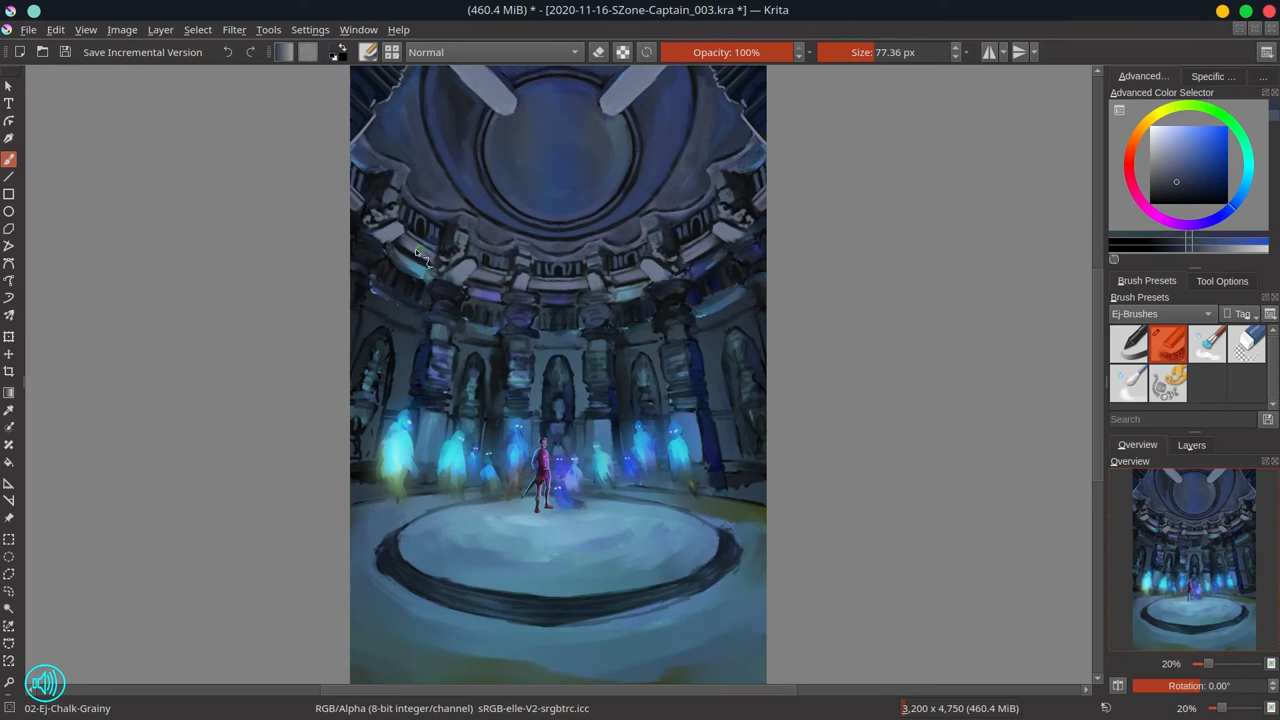 (460.4 MiB) * - [2020-11-16-SZone-Captain_003.kra *] — Krita
File Edit View Image Layer Select Filter Tools Settings Window Help
Save Incremental Version
Normal
Opacity: 100%
Size: 77.36 px
Advanced... Specific ... ...
Advanced Color Selector
Brush Presets Tool Options
Brush Presets
Ej-Brushes
Tag
Search
Overview Layers
Overview
20%
Rotation: 0.00°
02-Ej-Chalk-Grainy
RGB/Alpha (8-bit integer/channel) sRGB-elle-V2-srgbtrc.icc
3,200 x 4,750 (460.4 MiB)
20%